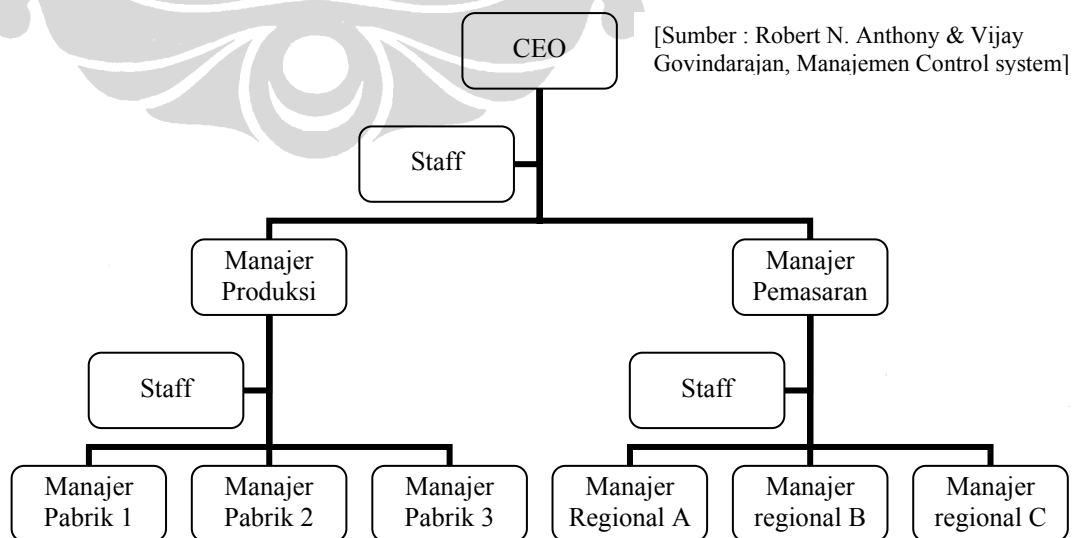 CEO
[Sumber : Robert N. Anthony & Vijay
Govindarajan, Manajemen Control system]
Staff
Manajer
Produksi
Manajer
Pemasaran
Staff
Staff
Manajer
Pabrik 1
Manajer
Pabrik 2
Manajer
Pabrik 3
Manajer
Regional A
Manajer
regional B
Manajer
regional C